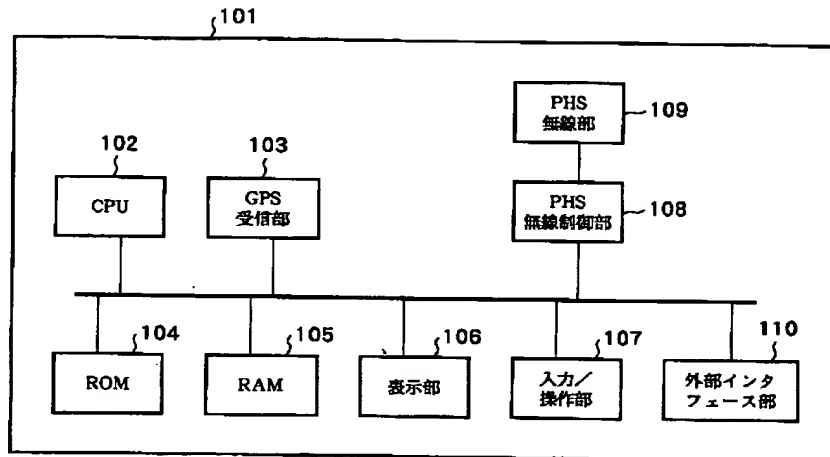 101
PHS
無線部
109
102
103
CPU
GPS
受信部
PHS
無線制御部
108
104
105
106
107
110
ROM
RAM
表示部
入力／
操作部
外部インタ
フェース部